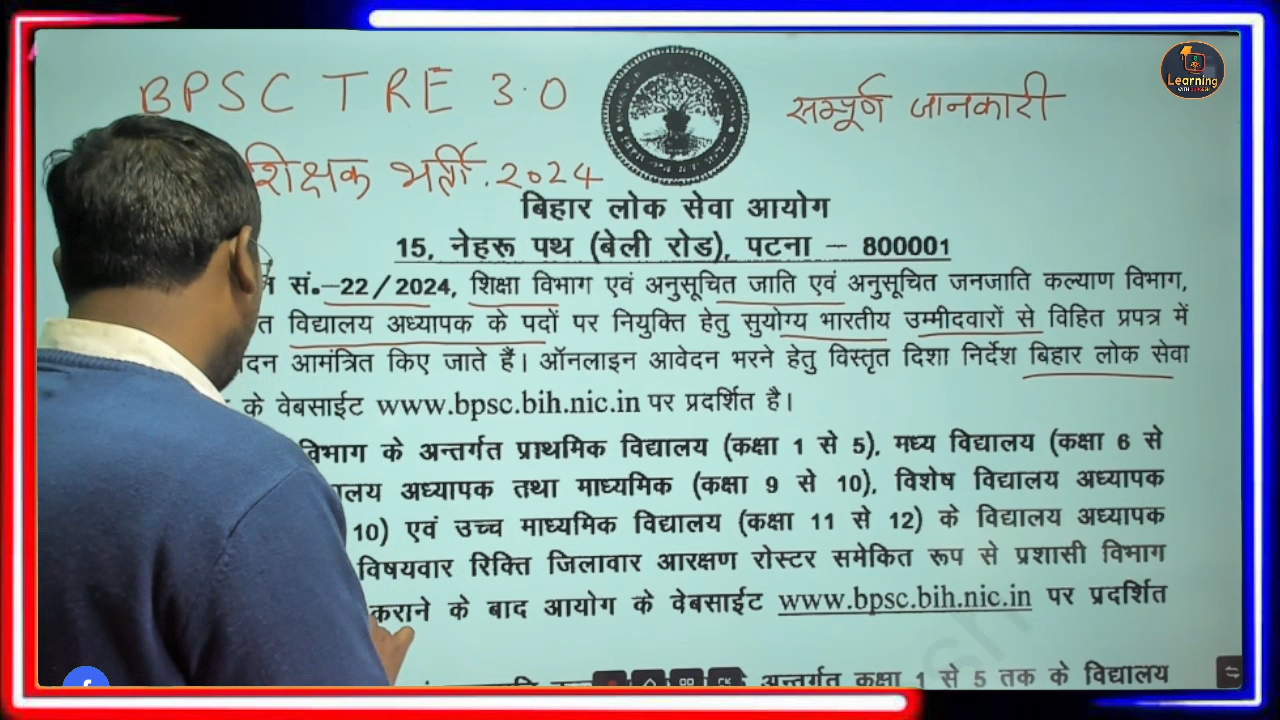 BPSC TRE 3.0
सम्पूर्ण जानकारी
Learning
शिक्षक भर्ती. 2024
बिहार लोक सेवा आयोग
15, नेहरू पथ (बेली रोड), पटना – 800001
सं.–22/2024, शिक्षा विभाग एवं अनुसूचित जाति एवं अनुसूचित जनजाति कल्याण विभाग,
विद्यालय अध्यापक के पदों पर नियुक्ति हेतु सुयोग्य भारतीय उम्मीदवारों से विहित प्रपत्र में
आमंत्रित किए जाते हैं। ऑनलाइन आवेदन भरने हेतु विस्तृत दिशा निर्देश बिहार लोक सेवा
के वेबसाईट www.bpsc.bih.nic.in पर प्रदर्शित है।
विभाग के अन्तर्गत प्राथमिक विद्यालय (कक्षा 1 से 5), मध्य विद्यालय (कक्षा 6 से
अध्यापक तथा माध्यमिक (कक्षा 9 से 10), विशेष विद्यालय अध्यापक
10) एवं उच्च माध्यमिक विद्यालय (कक्षा 11 से 12) के विद्यालय अध्यापक
विषयवार रिक्ति जिलावार आरक्षण रोस्टर समेकित रूप से प्रशासी विभाग
कराने के बाद आयोग के वेबसाईट www.bpsc.bih.nic.in पर प्रदर्शित
अन्तर्गत कक्षा 1 से 5 तक के विद्यालय